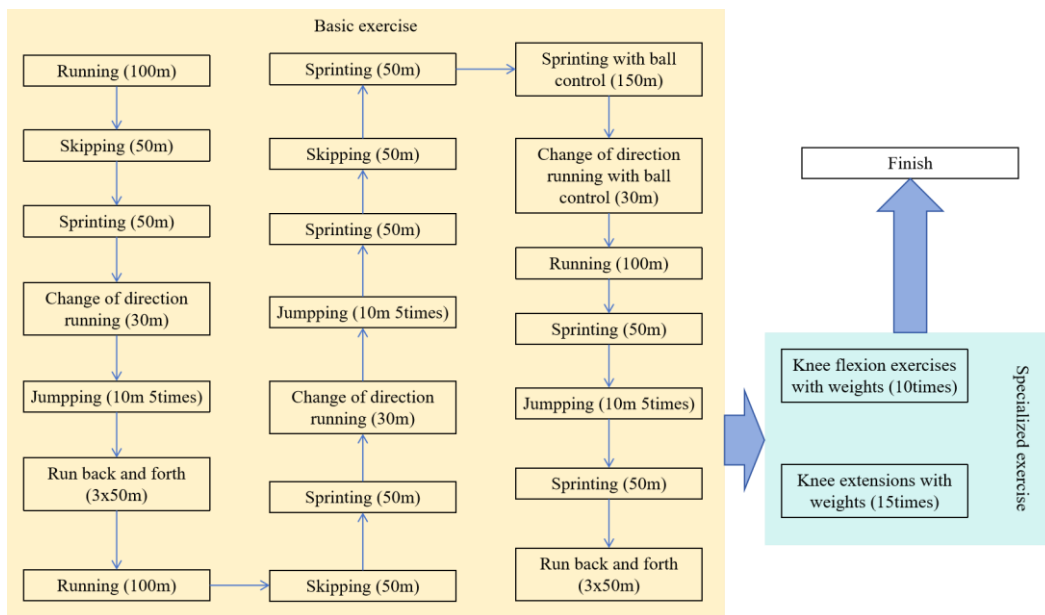 Basic exercise
Running (100m)
Skipping (50m)
Sprinting (50m)
Change of direction
running (30m)
Jumpping (10m 5times)
Run back and forth
(3x50m)
Running (100m)
Skipping (50m)
Sprinting (50m)
Change of direction
running (30m)
Jumpping (10m 5times)
Sprinting (50m)
Skipping (50m)
Sprinting (50m)
Sprinting with ball
control (150m)
Change of direction
running with ball
control (30m)
Running (100m)
Sprinting (50m)
Jumpping (10m 5times)
Sprinting (50m)
Run back and forth
(3x50m)
Specialized exercise
Knee flexion exercises
with weights (10times)
Knee extensions with
weights (15times)
Finish